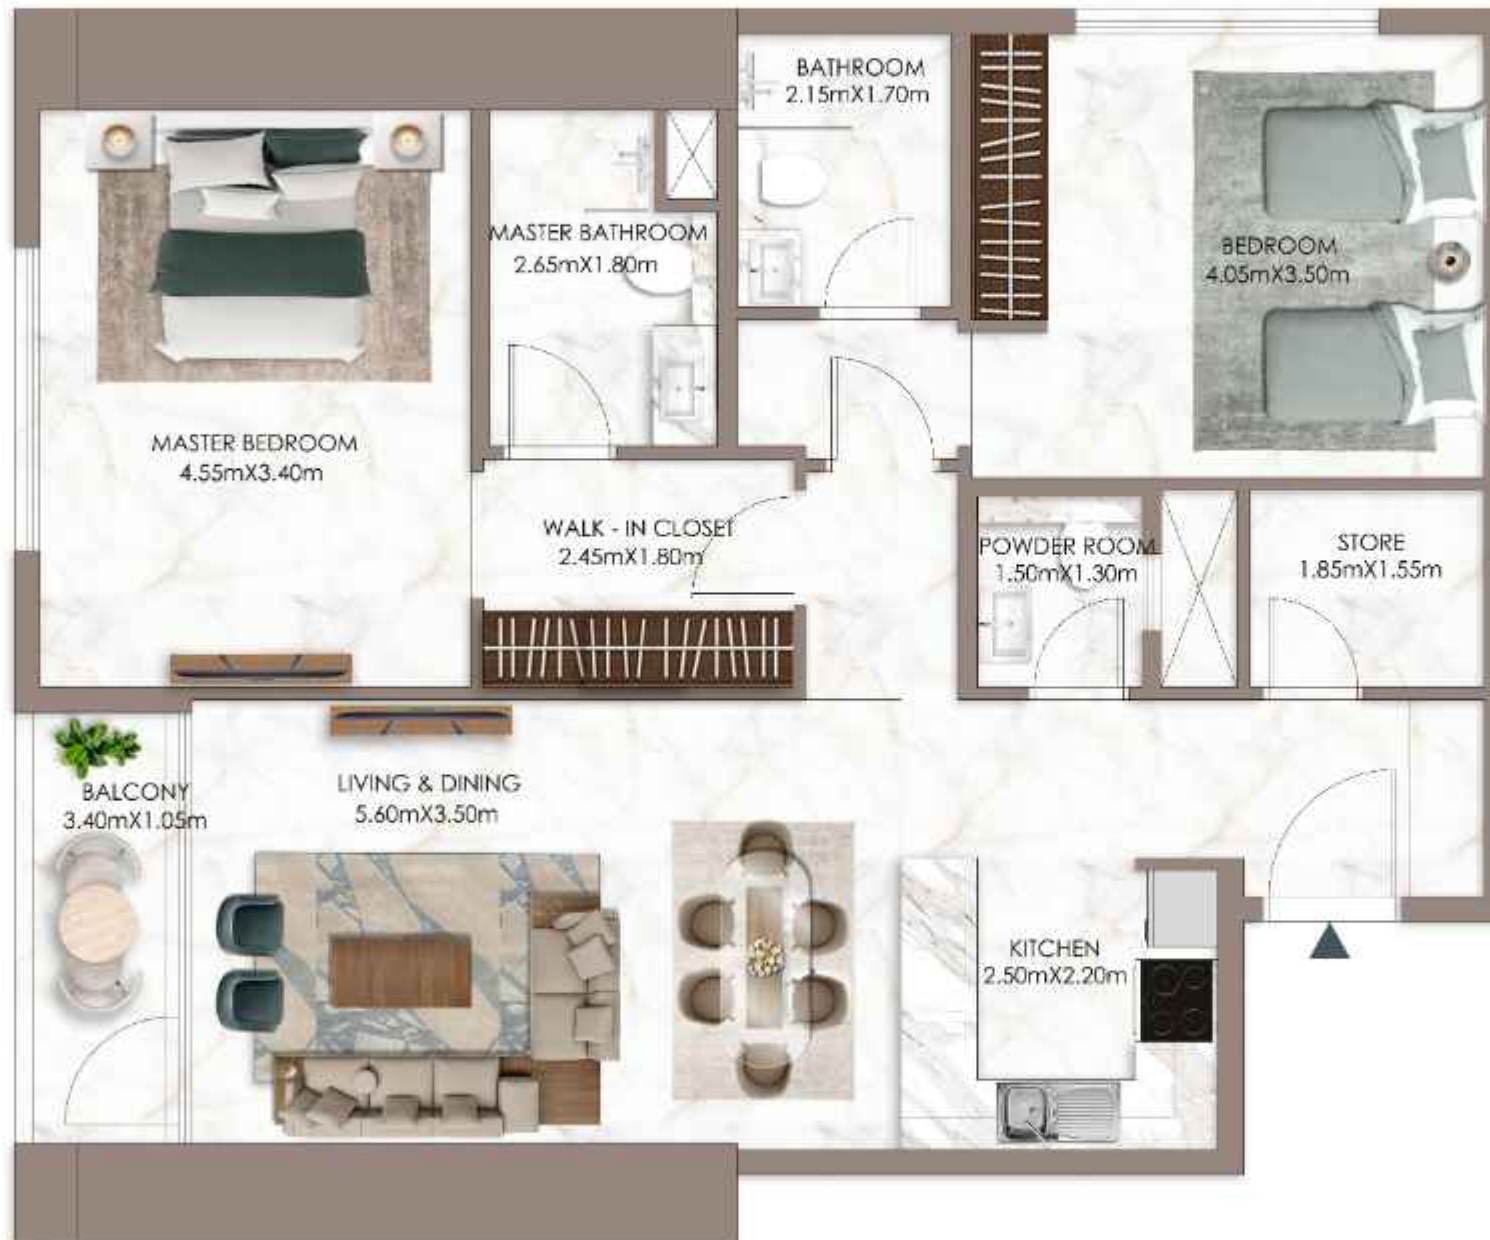 BATHROOM
2.15mX1.70m
MASTER BATHROOM
2.65mX1.80m
BEDROOM
4.05mX3.50m
MASTER BEDROOM
4.55mX3.40m
WALK - IN CLOSET
2.45mX1.80m
POWDER ROOM
1.50mX1.30m
STORE
1.85mX1.55m
BALCONY
3.40mX1.05m
LIVING & DINING
5.60mX3.50m
KITCHEN
2.50mX2.20m